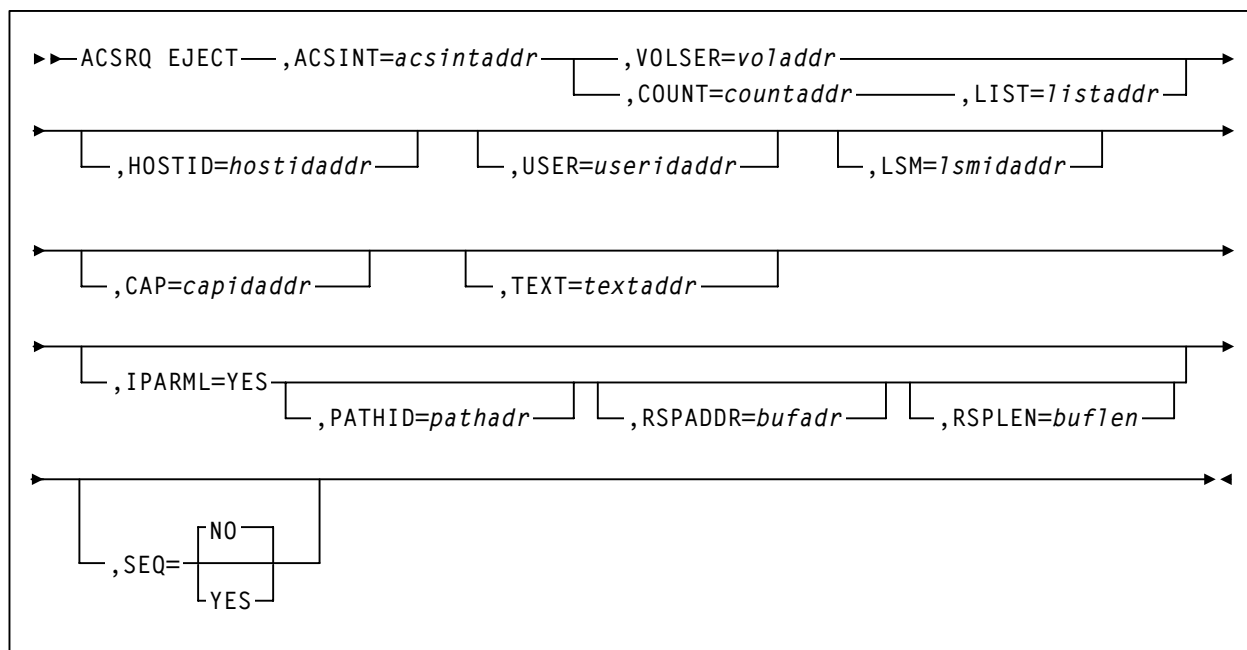 ACSRQ EJECT ,ACSINT=acsintaddr ,VOLSER=voladdr
,COUNT=countaddr ,LIST=listaddr
,HOSTID=hostidaddr ,USER=useridaddr ,LSM=lsmidaddr
,CAP=capidaddr ,TEXT=textaddr
,IPARML=YES
,PATHID=pathadr ,RSPADDR=bufadr ,RSPLEN=buflen
NO
,SEQ=
YES